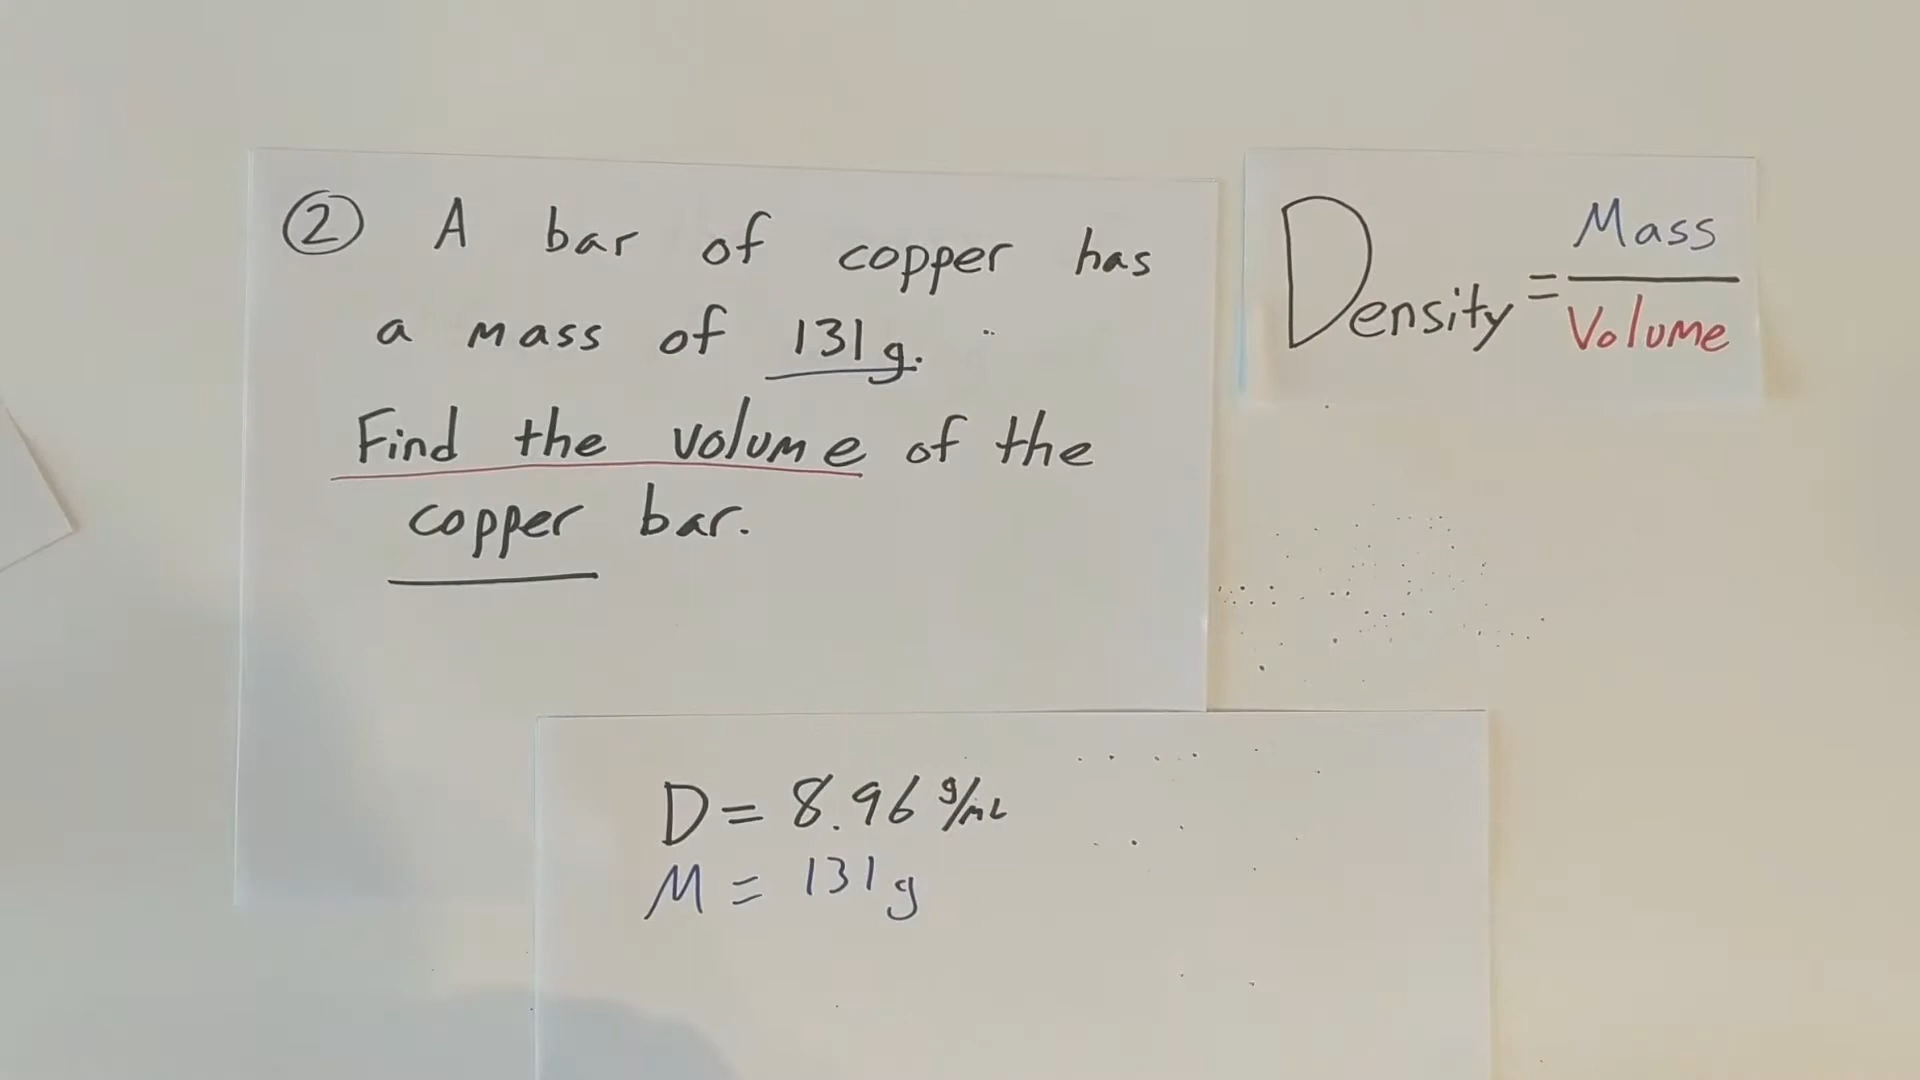 ② A bar of copper has
a mass of 131g.
Find the volume of the
copper bar.
Density = Mass
Volume
D = 8.96 g/mL
M = 131g